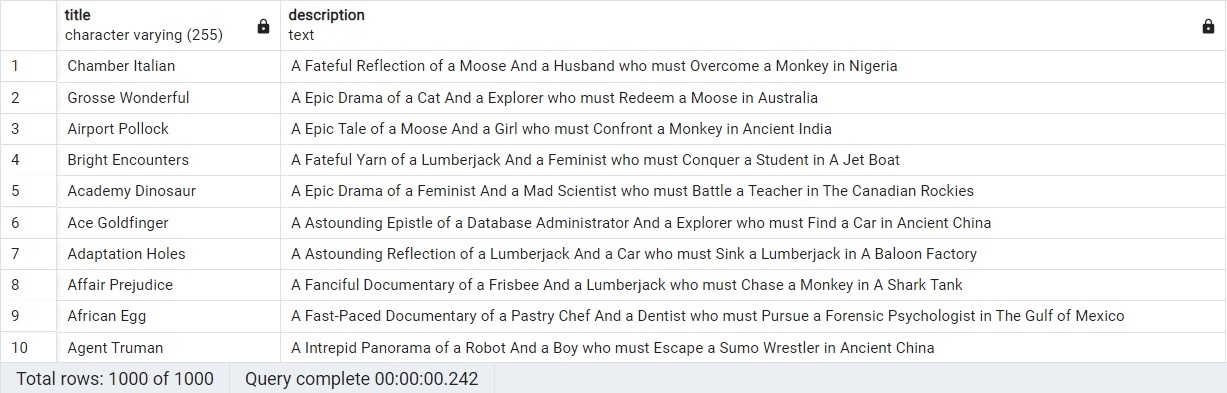 title description
character varying (255) text
1 Chamber Italian A Fateful Reflection of a Moose And a Husband who must Overcome a Monkey in Nigeria
2 Grosse Wonderful A Epic Drama of a Cat And a Explorer who must Redeem a Moose in Australia
3 Airport Pollock A Epic Tale of a Moose And a Girl who must Confront a Monkey in Ancient India
4 Bright Encounters A Fateful Yarn of a Lumberjack And a Feminist who must Conquer a Student in A Jet Boat
5 Academy Dinosaur A Epic Drama of a Feminist And a Mad Scientist who must Battle a Teacher in The Canadian Rockies
6 Ace Goldfinger A Astounding Epistle of a Database Administrator And a Explorer who must Find a Car in Ancient China
7 Adaptation Holes A Astounding Reflection of a Lumberjack And a Car who must Sink a Lumberjack in A Baloon Factory
8 Affair Prejudice A Fanciful Documentary of a Frisbee And a Lumberjack who must Chase a Monkey in A Shark Tank
9 African Egg A Fast-Paced Documentary of a Pastry Chef And a Dentist who must Pursue a Forensic Psychologist in The Gulf of Mexico
10 Agent Truman A Intrepid Panorama of a Robot And a Boy who must Escape a Sumo Wrestler in Ancient China
Total rows: 1000 of 1000 Query complete 00:00:00.242